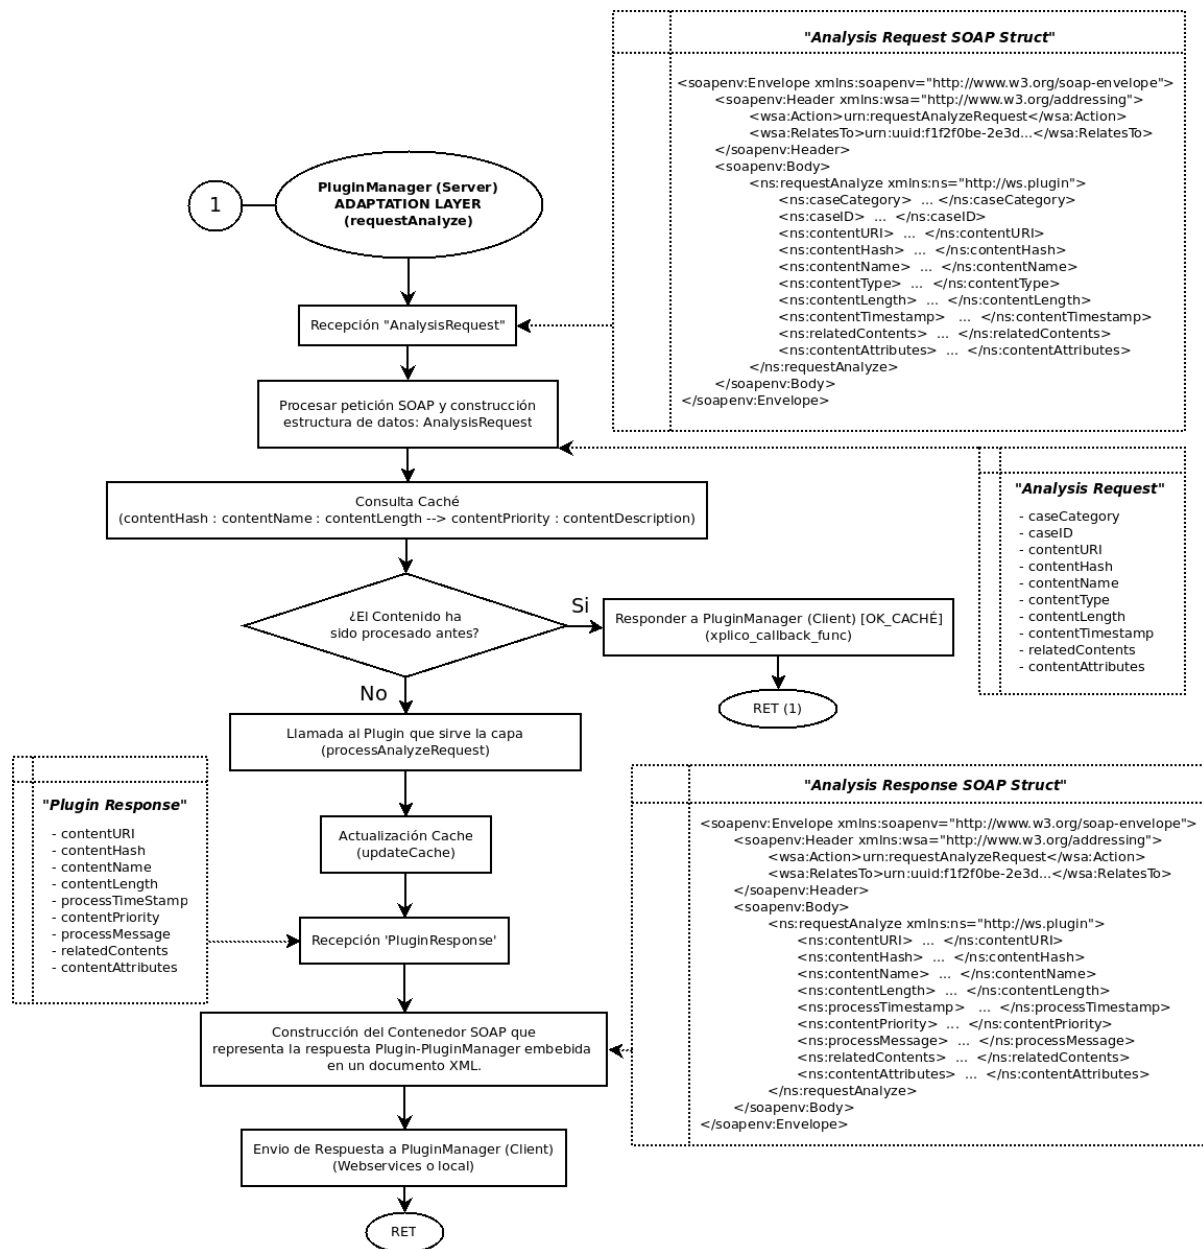 "Analysis Request SOAP Struct"
<soapenv:Envelope xmlns:soapenv="http://www.w3.org/soap-envelope">
<soapenv:Header xmlns:wsa="http://www.w3.org/addressing">
<wsa:Action>urn:requestAnalyzeRequest</wsa:Action>
<wsa:RelatesTo>urn:uuid:f1f2f0be-2e3d...</wsa:RelatesTo>
</soapenv:Header>
<soapenv:Body>
<ns:requestAnalyze xmlns:ns="http://ws.plugin">
<ns:caseCategory> ... </ns:caseCategory>
<ns:caseID> ... </ns:caseID>
<ns:contentURI> ... </ns:contentURI>
<ns:contentHash> ... </ns:contentHash>
<ns:contentName> ... </ns:contentName>
<ns:contentType> ... </ns:contentType>
<ns:contentLength> ... </ns:contentLength>
<ns:contentTimestamp> ... </ns:contentTimestamp>
<ns:relatedContents> ... </ns:relatedContents>
<ns:contentAttributes> ... </ns:contentAttributes>
</ns:requestAnalyze>
</soapenv:Body>
</soapenv:Envelope>
1
PluginManager (Server)
ADAPTATION LAYER
(requestAnalyze)
Recepción "AnalysisRequest"
Procesar petición SOAP y construcción
estructura de datos: AnalysisRequest
"Analysis Request"
- caseCategory
- caseID
- contentURI
- contentHash
- contentName
- contentType
- contentLength
- contentTimestamp
- relatedContents
- contentAttributes
Consulta Caché
(contentHash : contentName : contentLength --> contentPriority : contentDescription)
¿El Contenido ha
sido procesado antes?
Si
Responder a PluginManager (Client) [OK_CACHÉ]
(xplico_callback_func)
RET (1)
No
Llamada al Plugin que sirve la capa
(processAnalyzeRequest)
Actualización Cache
(updateCache)
"Plugin Response"
- contentURI
- contentHash
- contentName
- contentLength
- processTimeStamp
- contentPriority
- processMessage
- relatedContents
- contentAttributes
Recepción 'PluginResponse'
"Analysis Response SOAP Struct"
<soapenv:Envelope xmlns:soapenv="http://www.w3.org/soap-envelope">
<soapenv:Header xmlns:wsa="http://www.w3.org/addressing">
<wsa:Action>urn:requestAnalyzeRequest</wsa:Action>
<wsa:RelatesTo>urn:uuid:f1f2f0be-2e3d...</wsa:RelatesTo>
</soapenv:Header>
<soapenv:Body>
<ns:requestAnalyze xmlns:ns="http://ws.plugin">
<ns:contentURI> ... </ns:contentURI>
<ns:contentHash> ... </ns:contentHash>
<ns:contentName> ... </ns:contentName>
<ns:contentLength> ... </ns:contentLength>
<ns:processTimestamp> ... </ns:processTimestamp>
<ns:contentPriority> ... </ns:contentPriority>
<ns:processMessage> ... </ns:processMessage>
<ns:relatedContents> ... </ns:relatedContents>
<ns:contentAttributes> ... </ns:contentAttributes>
</ns:requestAnalyze>
</soapenv:Body>
</soapenv:Envelope>
Construcción del Contenedor SOAP que
representa la respuesta Plugin-PluginManager embebida
en un documento XML.
Envio de Respuesta a PluginManager (Client)
(Webservices o local)
RET